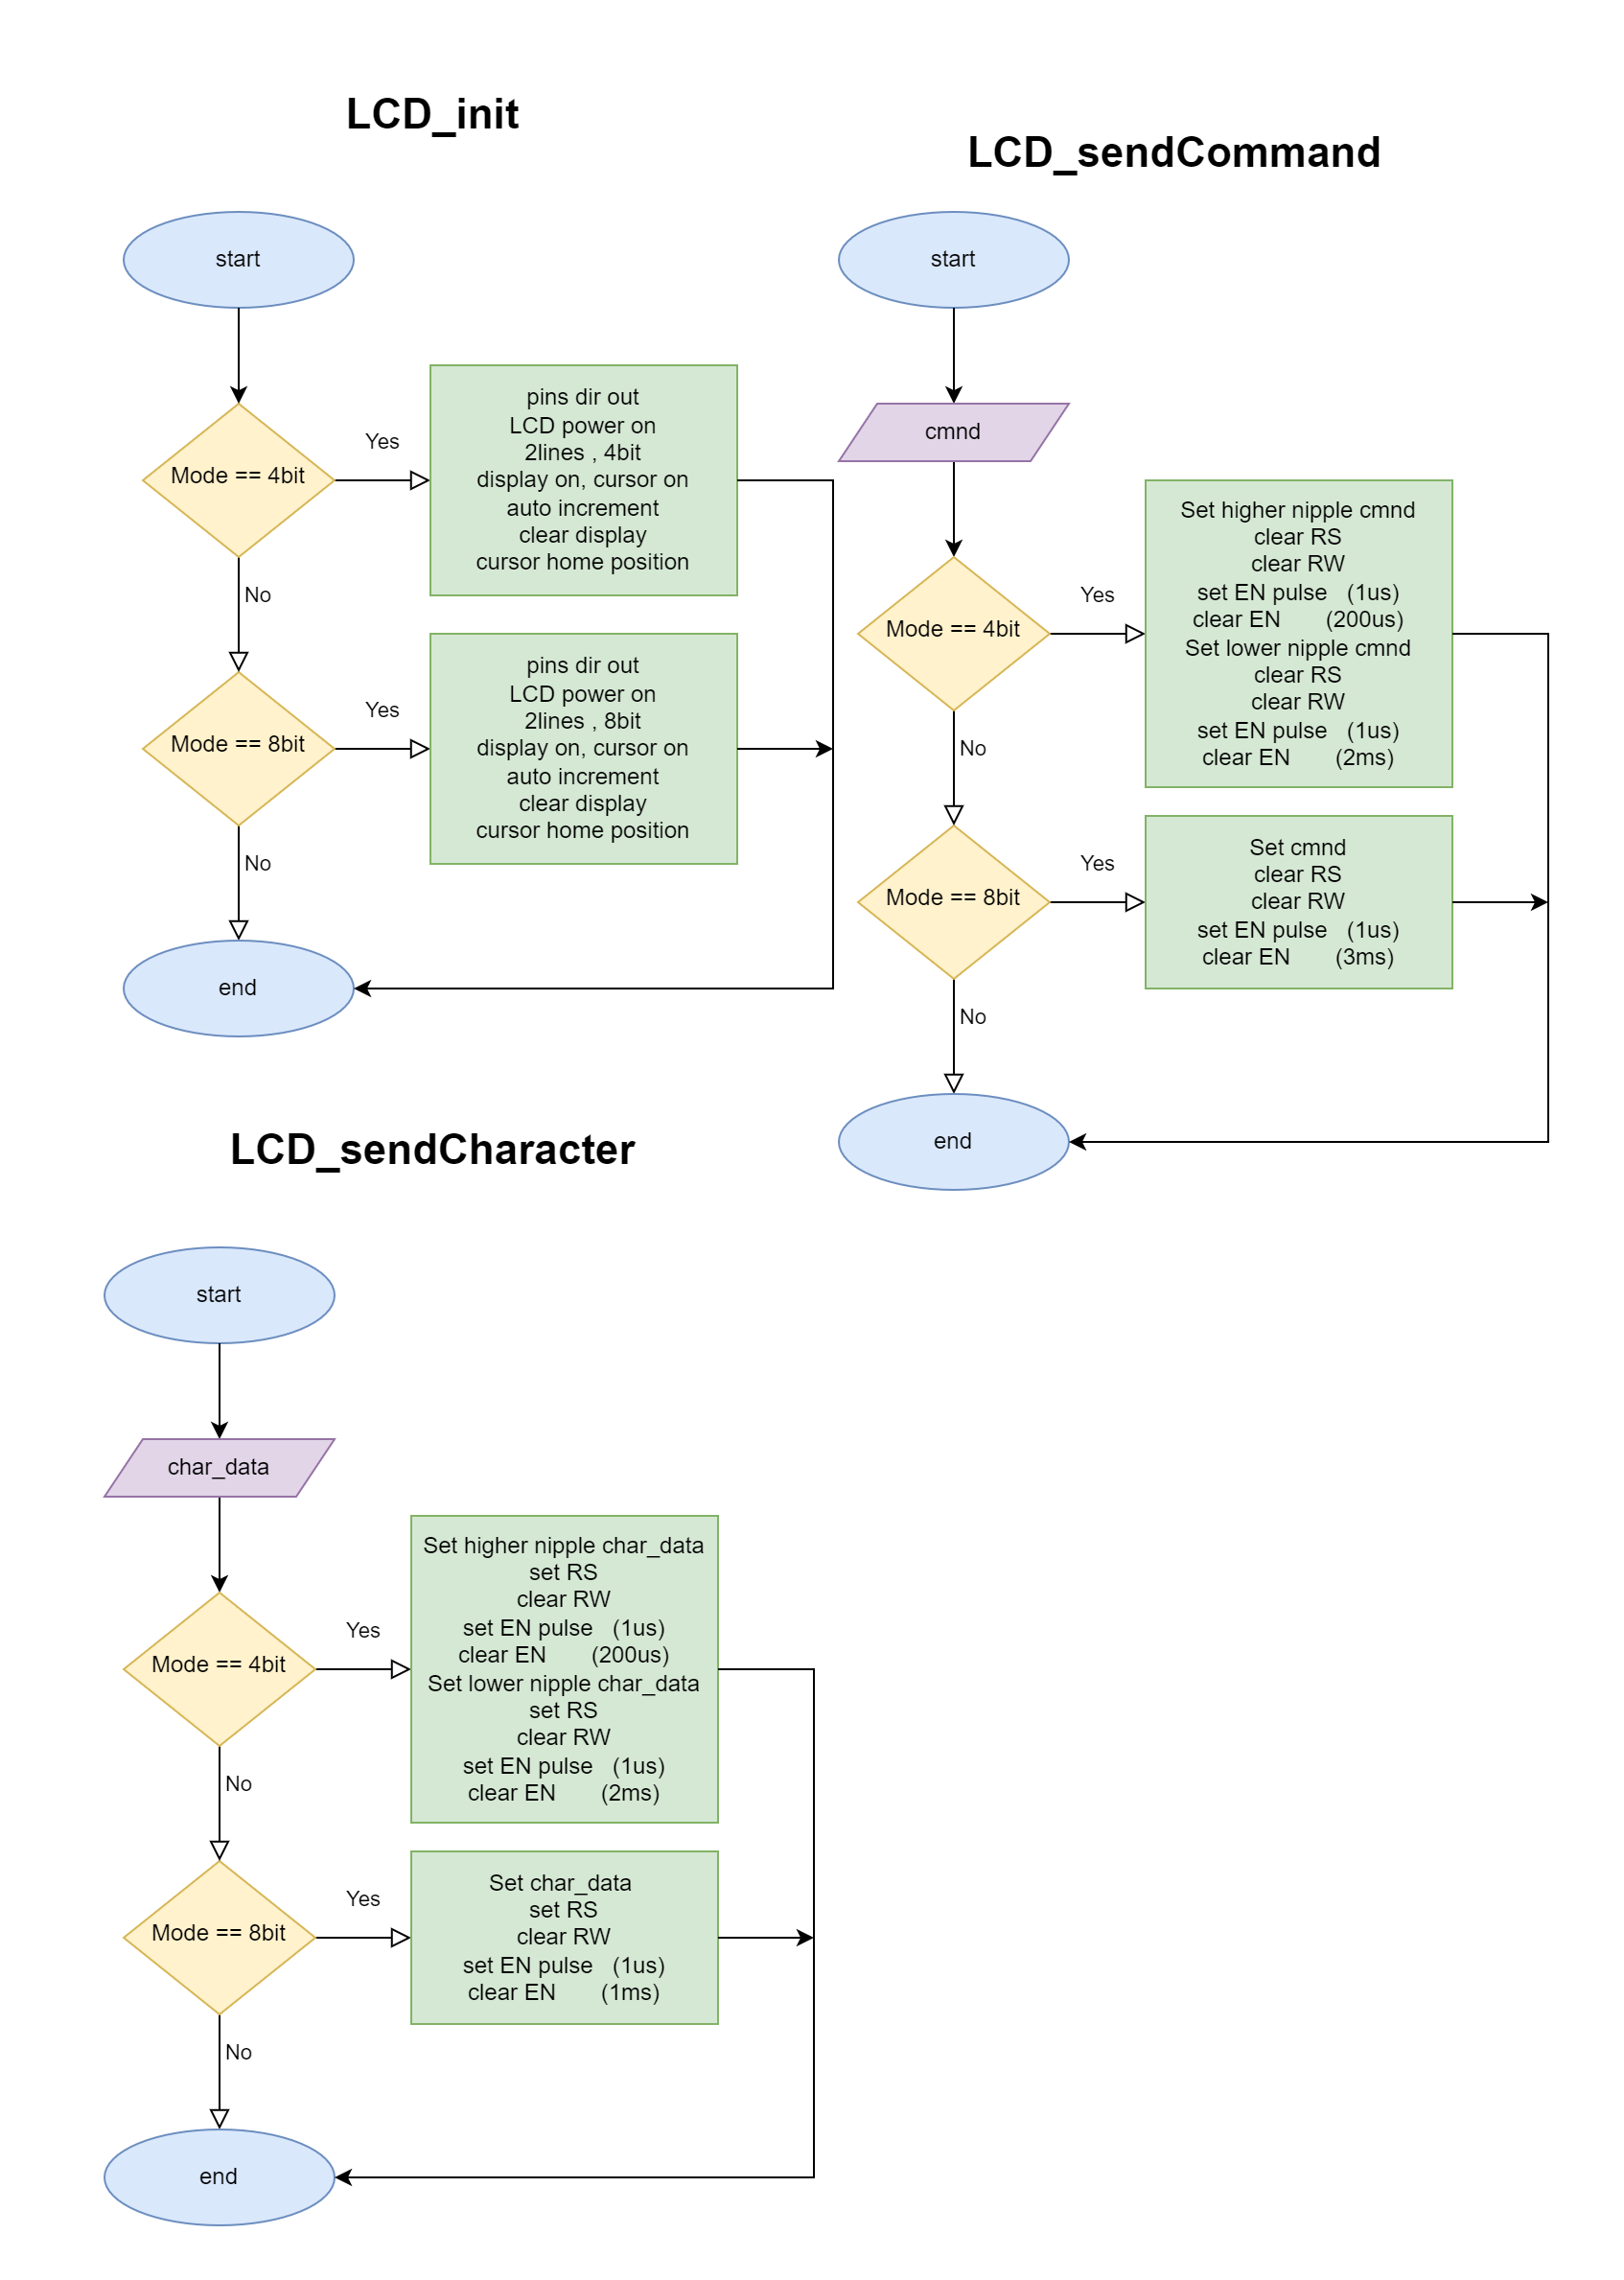 LCD_init
start
Mode == 4bit
Yes
pins dir out
LCD power on
2lines , 4bit
display on, cursor on
auto increment
clear display
cursor home position
No
Mode == 8bit
Yes
pins dir out
LCD power on
2lines , 8bit
display on, cursor on
auto increment
clear display
cursor home position
No
end
LCD_sendCommand
start
cmnd
Mode == 4bit
Yes
Set higher nipple cmnd
clear RS
clear RW
set EN pulse (1us)
clear EN (200us)
Set lower nipple cmnd
clear RS
clear RW
set EN pulse (1us)
clear EN (2ms)
No
Mode == 8bit
Yes
Set cmnd
clear RS
clear RW
set EN pulse (1us)
clear EN (3ms)
No
end
LCD_sendCharacter
start
char_data
Mode == 4bit
Yes
Set higher nipple char_data
set RS
clear RW
set EN pulse (1us)
clear EN (200us)
Set lower nipple char_data
set RS
clear RW
set EN pulse (1us)
clear EN (2ms)
No
Mode == 8bit
Yes
Set char_data
set RS
clear RW
set EN pulse (1us)
clear EN (1ms)
No
end